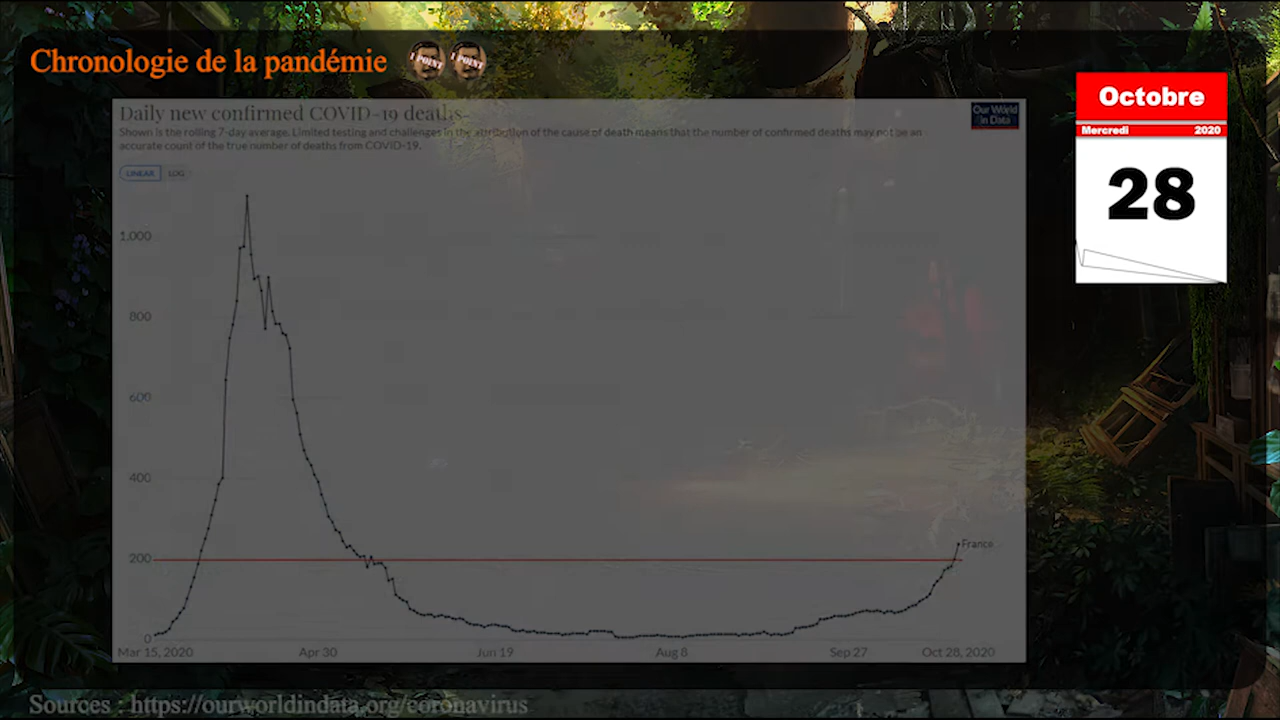 Chronologie de la pandémie
POINT POINT
Daily new confirmed COVID-19 deaths
Shown is the rolling 7-day average. Limited testing and challenges in the attribution of the cause of death means that the number of confirmed deaths may not be an
accurate count of the true number of deaths from COVID-19.
Our World
in Data
LINEAR LOG
1,000
800
600
400
200
0
France
Mar 15, 2020 Apr 30 Jun 19 Aug 8 Sep 27 Oct 28, 2020
Octobre
Mercredi 2020
28
Sources : https://ourworldindata.org/coronavirus